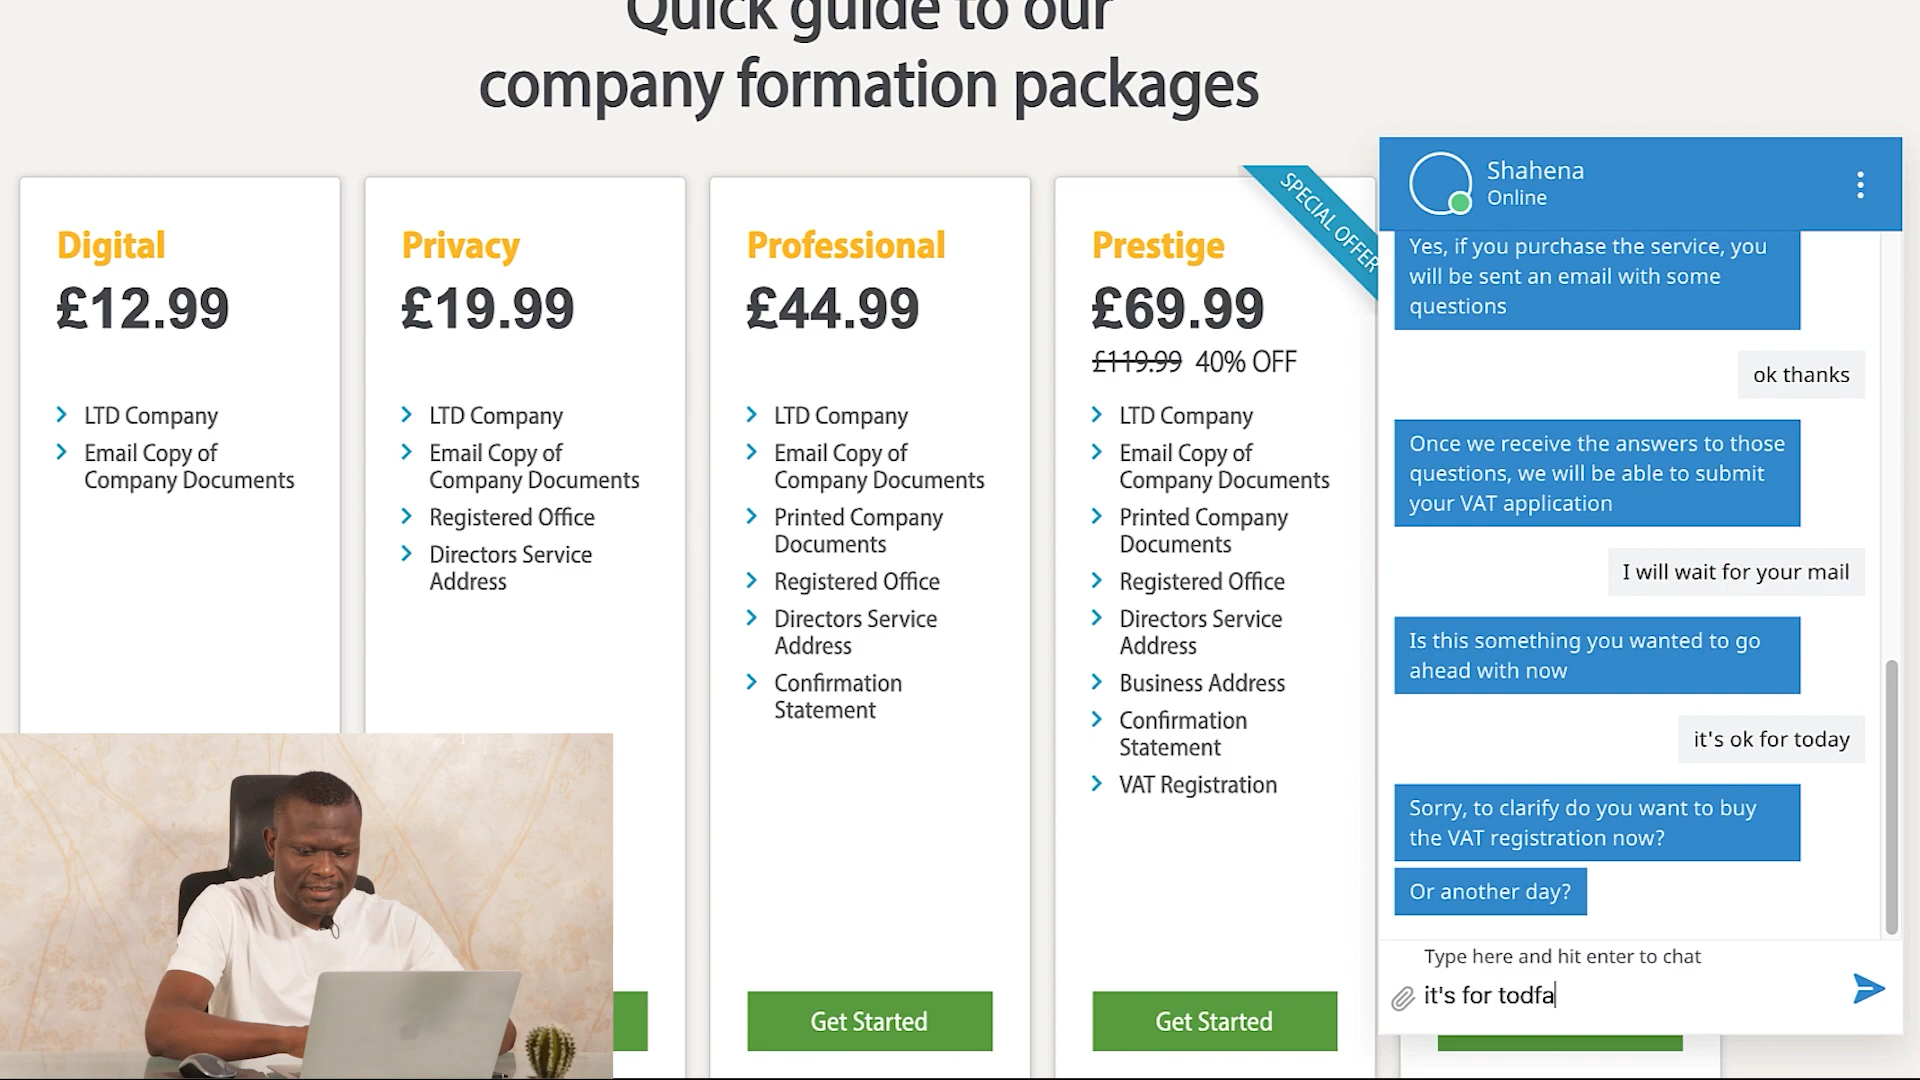 Quick guide to our
company formation packages
Digital
£12.99
LTD Company
Email Copy of
Company Documents
Privacy
£19.99
LTD Company
Email Copy of
Company Documents
Registered Office
Directors Service
Address
Professional
£44.99
LTD Company
Email Copy of
Company Documents
Printed Company
Documents
Registered Office
Directors Service
Address
Confirmation
Statement
Get Started
SPECIAL OFFER
Prestige
£69.99
£119.99 40% OFF
LTD Company
Email Copy of
Company Documents
Printed Company
Documents
Registered Office
Directors Service
Address
Business Address
Confirmation
Statement
VAT Registration
Get Started
Shahena
Online
Yes, if you purchase the service, you
will be sent an email with some
questions
ok thanks
Once we receive the answers to those
questions, we will be able to submit
your VAT application
I will wait for your mail
Is this something you wanted to go
ahead with now
it's ok for today
Sorry, to clarify do you want to buy
the VAT registration now?
Or another day?
Type here and hit enter to chat
it's for todfa